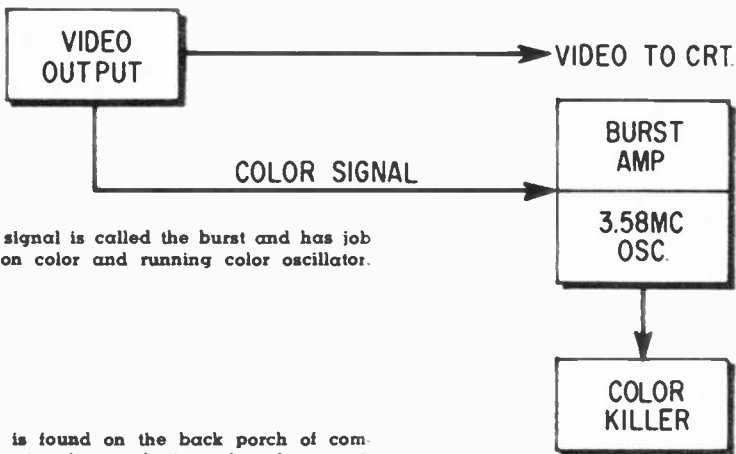 VIDEO
OUTPUT
VIDEO TO CRT.
BURST
AMP
COLOR SIGNAL
3.58MC
OSC.
signal is called the burst and has job
on color and running color oscillator.
COLOR
KILLER
is found on the back porch of com-